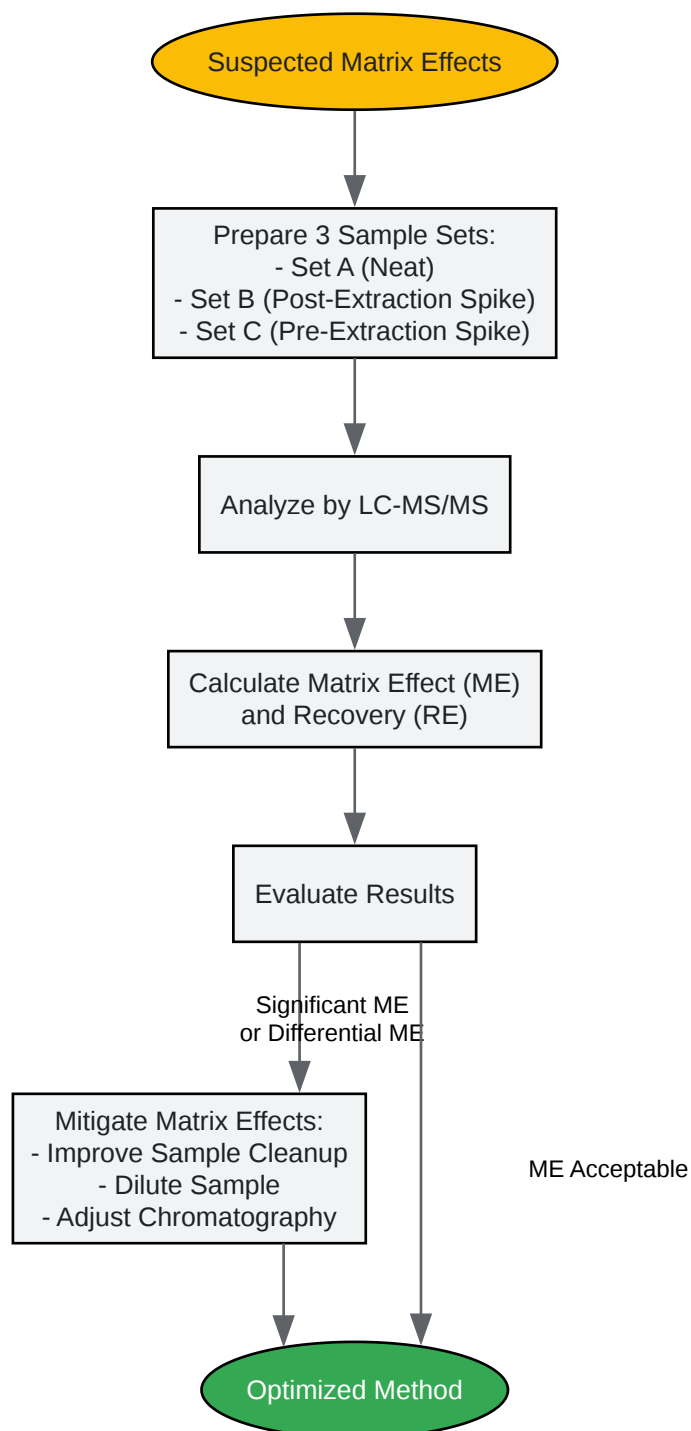 Suspected Matrix Effects
Prepare 3 Sample Sets:
- Set A (Neat)
- Set B (Post-Extraction Spike)
- Set C (Pre-Extraction Spike)
Analyze by LC-MS/MS
Calculate Matrix Effect (ME)
and Recovery (RE)
Evaluate Results
Significant ME
or Differential ME
Mitigate Matrix Effects:
- Improve Sample Cleanup
- Dilute Sample
- Adjust Chromatography
ME Acceptable
Optimized Method